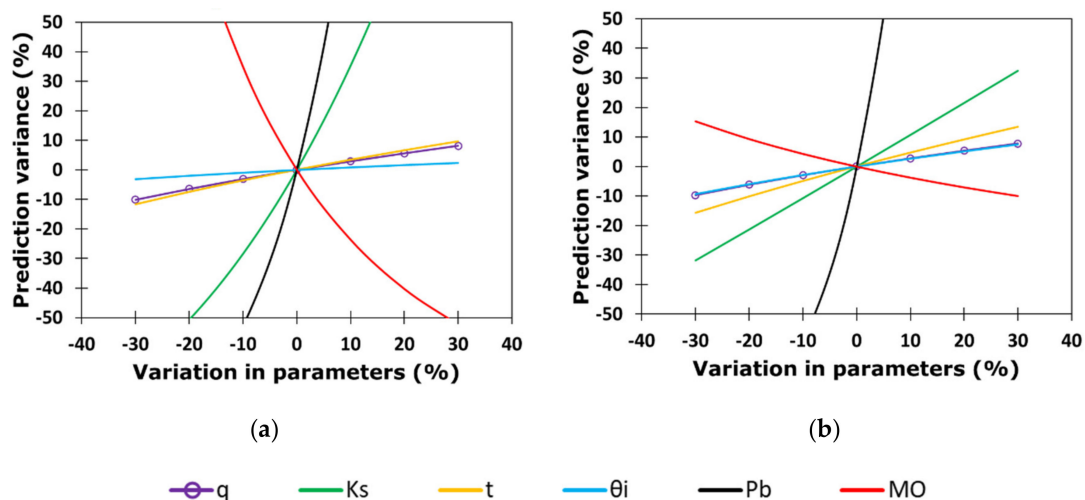 50
40
30
20
10
0
-10
-20
-30
-40
-50
Prediction variance (%)
-40 -30 -20 -10 0 10 20 30 40
Variation in parameters (%)
(a)
50
40
30
20
10
0
-10
-20
-30
-40
-50
Prediction variance (%)
-40 -30 -20 -10 0 10 20 30 40
Variation in parameters (%)
(b)
q Ks t θi Pb MO